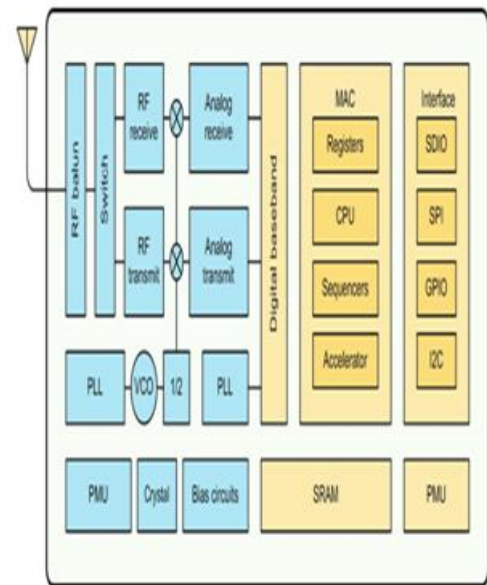 RF balun
Switch
RF
receive
Analog
receive
RF
transmit
Analog
transmit
Digital baseband
MAC
Registers
CPU
Sequencers
Accelerator
Interface
SDIO
SPI
GPIO
I2C
PLL
VCO
1/2
PLL
PMU
Crystal
Bias circuits
SRAM
PMU